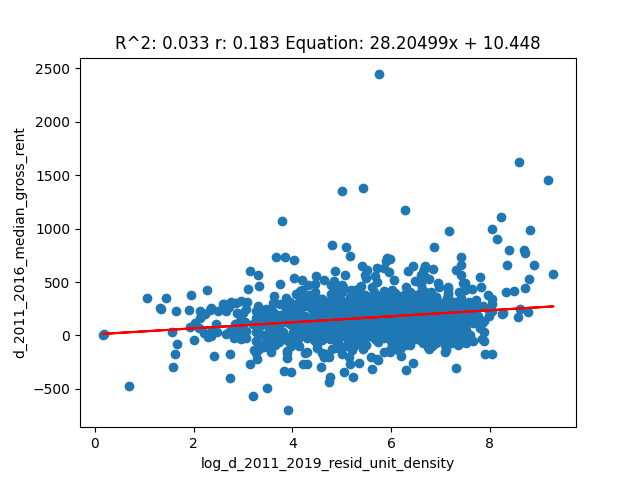 R^2: 0.033 r: 0.183 Equation: 28.20499x + 10.448
d_2011_2016_median_gross_rent
2500
2000
1500
1000
500
0
−500
0 2 4 6 8
log_d_2011_2019_resid_unit_density